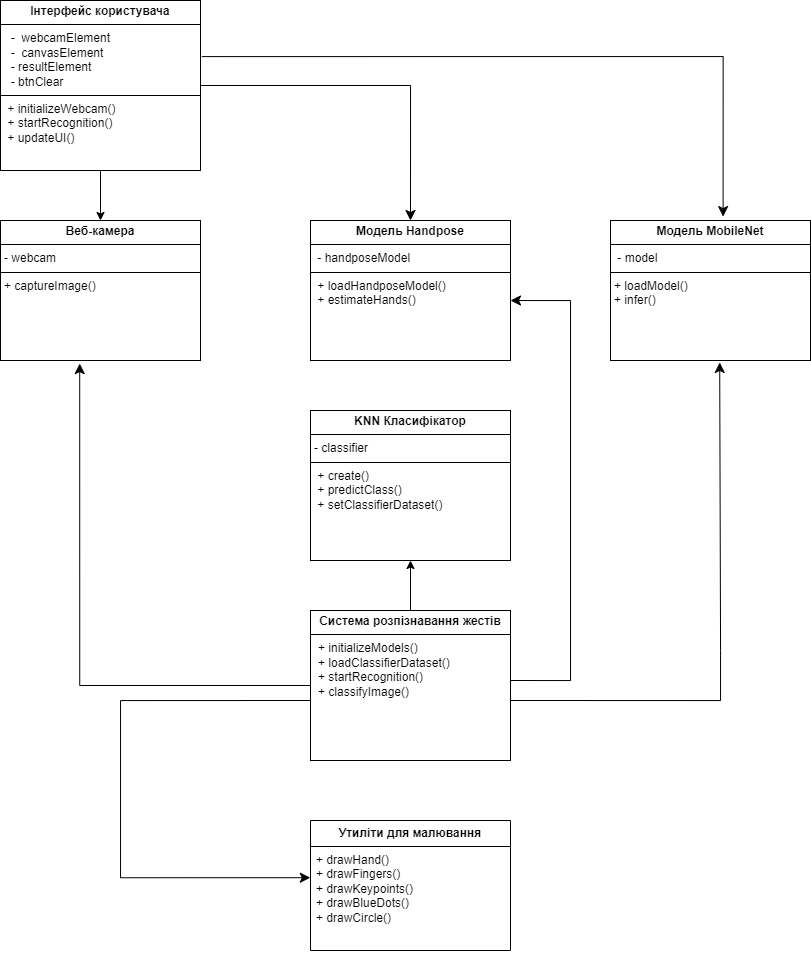 Інтерфейс користувача
- webcamElement
- canvasElement
- resultElement
- btnClear
+ initializeWebcam()
+ startRecognition()
+ updateUI()
Веб-камера
- webcam
+ captureImage()
Модель Handpose
- handposeModel
+ loadHandposeModel()
+ estimateHands()
Модель MobileNet
- model
+ loadModel()
+ infer()
KNN Класифікатор
- classifier
+ create()
+ predictClass()
+ setClassifierDataset()
Система розпізнавання жестів
+ initializeModels()
+ loadClassifierDataset()
+ startRecognition()
+ classifyImage()
Утиліти для малювання
+ drawHand()
+ drawFingers()
+ drawKeypoints()
+ drawBlueDots()
+ drawCircle()